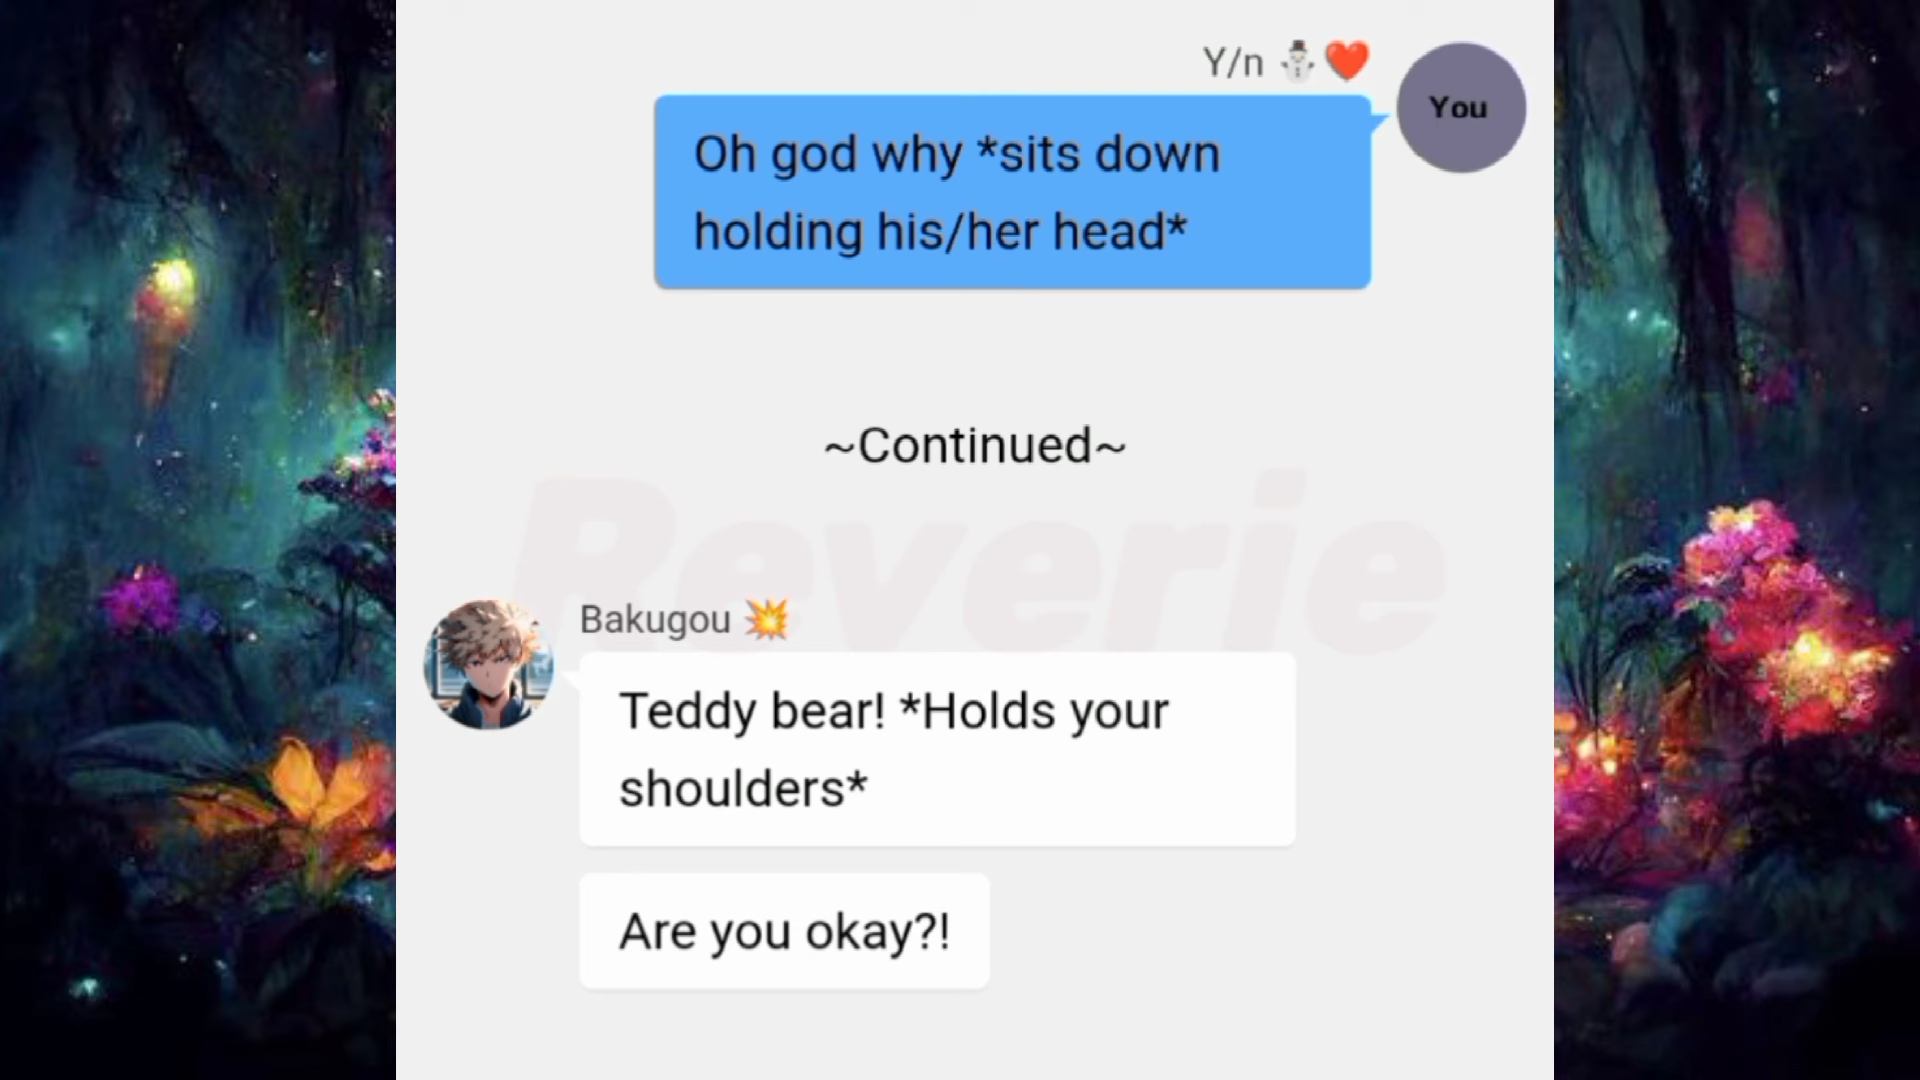 Y/n ⛄❤️
You
Oh god why *sits down
holding his/her head*
~Continued~
Reverie
Bakugou 💥
Teddy bear! *Holds your
shoulders*
Are you okay?!